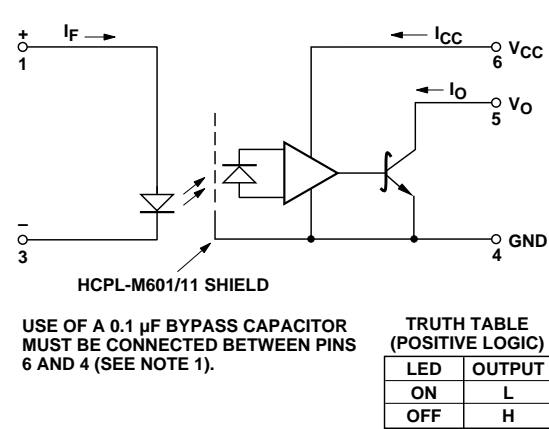 +
1
IF
ICC
6
VCC
IO
5
VO
–
3
4
GND
HCPL-M601/11 SHIELD
USE OF A 0.1 µF BYPASS CAPACITOR
MUST BE CONNECTED BETWEEN PINS
6 AND 4 (SEE NOTE 1).
TRUTH TABLE
(POSITIVE LOGIC)
LED OUTPUT
ON L
OFF H